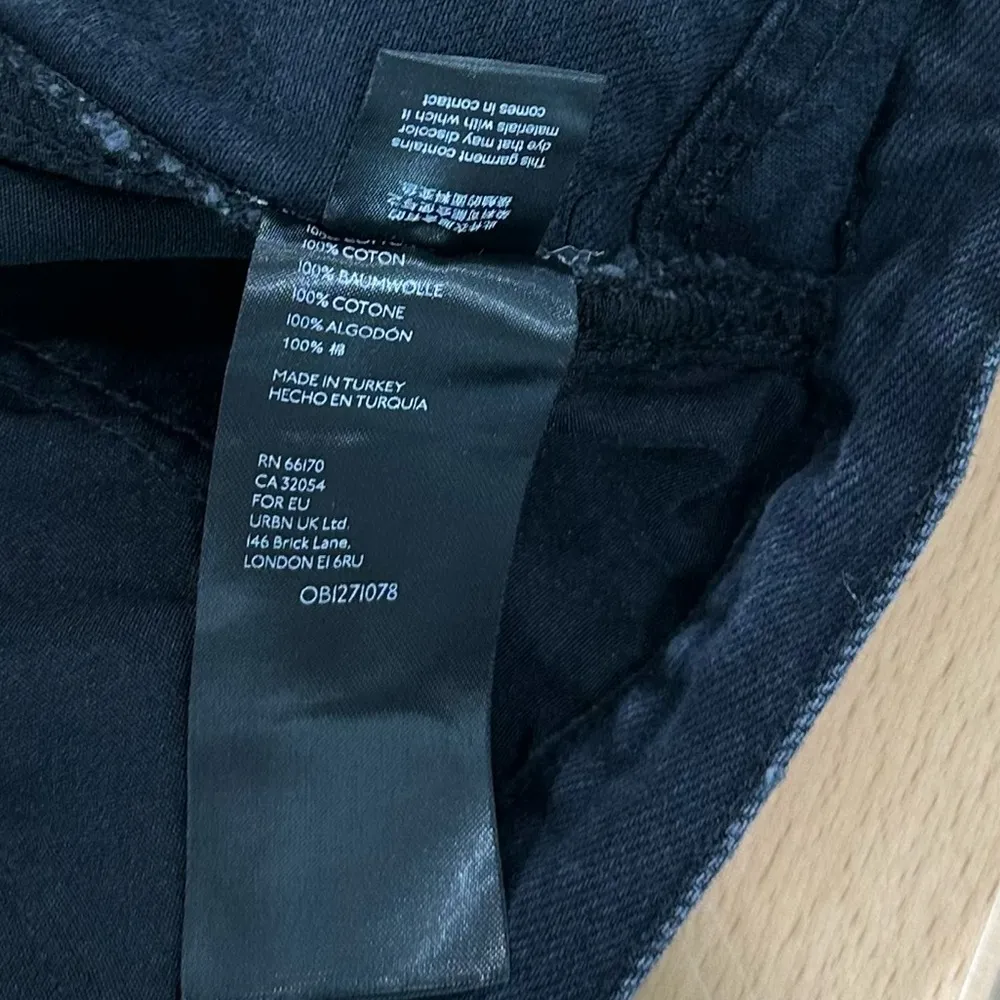 This garment contains
dye that may discolor
materials with which it
comes in contact
100% COTTON
100% COTON
100% BAUMWOLLE
100% COTONE
100% ALGODÓN
100% 棉
MADE IN TURKEY
HECHO EN TURQUÍA
RN 66170
CA 32054
FOR EU
URBN UK Ltd.
146 Brick Lane,
LONDON E1 6RU
OB1271078